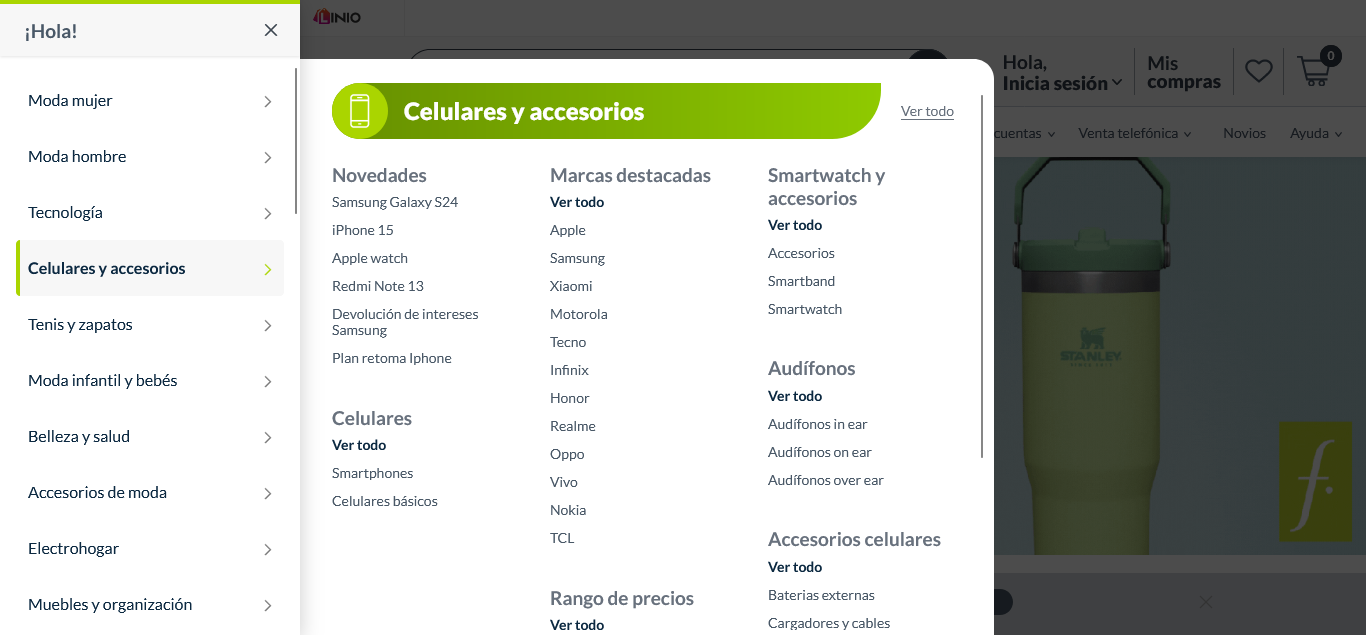 ¡Hola!
LINIO
Moda mujer
Moda hombre
Tecnología
Celulares y accesorios
Tenis y zapatos
Moda infantil y bebés
Belleza y salud
Accesorios de moda
Electrohogar
Muebles y organización
Celulares y accesorios
Ver todo
Novedades
Samsung Galaxy S24
iPhone 15
Apple watch
Redmi Note 13
Devolución de intereses
Samsung
Plan retoma Iphone
Celulares
Ver todo
Smartphones
Celulares básicos
Marcas destacadas
Ver todo
Apple
Samsung
Xiaomi
Motorola
Tecno
Infinix
Honor
Realme
Oppo
Vivo
Nokia
TCL
Rango de precios
Ver todo
Smartwatch y
accesorios
Ver todo
Accesorios
Smartband
Smartwatch
Audífonos
Ver todo
Audífonos in ear
Audífonos on ear
Audífonos over ear
Accesorios celulares
Ver todo
Baterias externas
Cargadores y cables
Hola,
Inicia sesión
Mis
compras
0
cuentas
Venta telefónica
Novios
Ayuda
STANLEY
f.